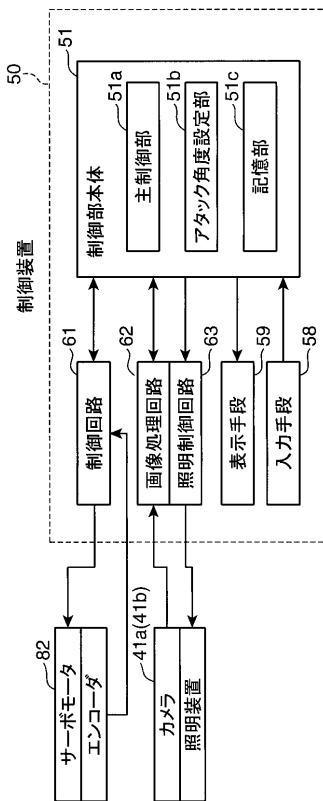 制御装置
50
制御部本体
51
主制御部
51a
アタック角度設定部
51b
記憶部
51c
制御回路
61
画像処理回路
62
照明制御回路
63
表示手段
59
入力手段
58
サーボモータ
82
エンコーダ
カメラ
41a(41b)
照明装置